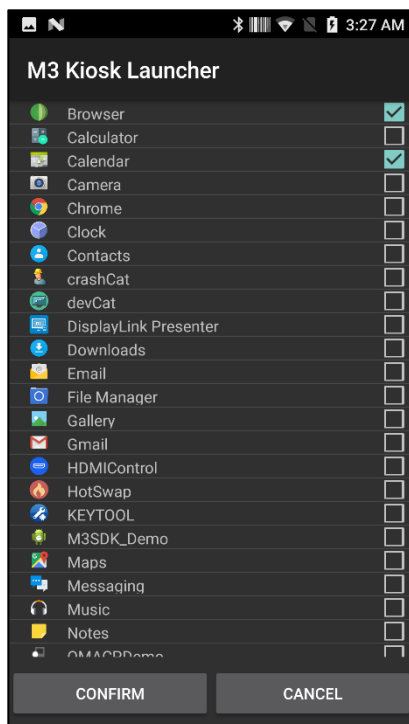 3:27 AM
M3 Kiosk Launcher
Browser
Calculator
Calendar
Camera
Chrome
Clock
Contacts
crashCat
devCat
DisplayLink Presenter
Downloads
Email
File Manager
Gallery
Gmail
HDMIControl
HotSwap
KEYTOOL
M3SDK_Demo
Maps
Messaging
Music
Notes
CONFIRM CANCEL